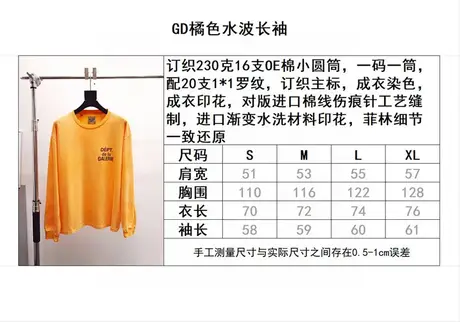 GD橘色水波长袖
订织230克16支OE棉小圆筒，一码一筒，
配20支1*1罗纹，订织主标，成衣染色，
成衣印花，对版进口棉线伤痕针工艺缝
制，进口渐变水洗材料印花，菲林细节
一致还原
尺码 S M L XL
肩宽 51 53 55 57
胸围 110 116 122 128
衣长 70 72 74 76
袖长 58 59 60 61
手工测量尺寸与实际尺寸之间存在0.5-1cm误差
DEPT.
DE LA
GALERIE